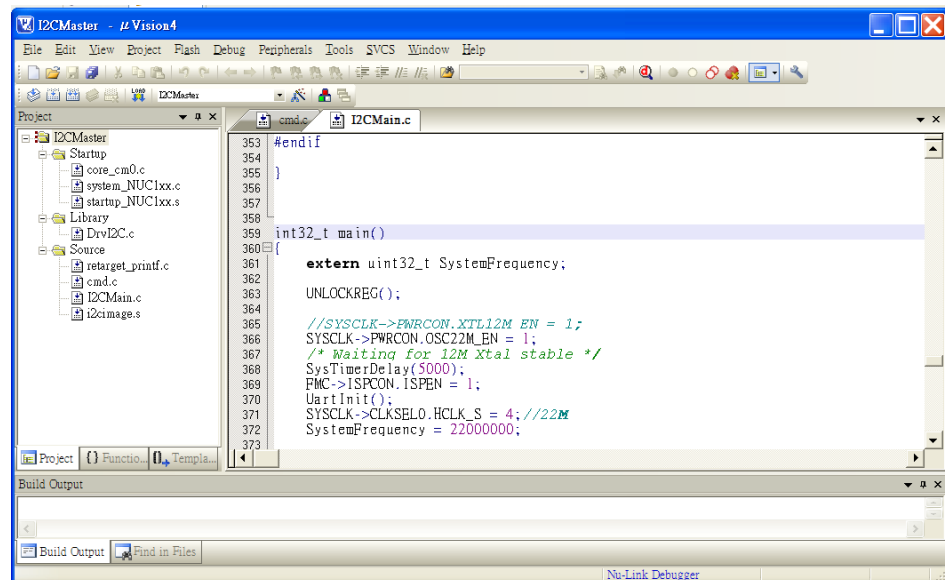 I2CMaster - µVision4
File Edit View Project Flash Debug Peripherals Tools SVCS Window Help
LOAD I2CMaster
Project
cmd.c I2CMain.c
I2CMaster
Startup
core_cm0.c
system_NUC1xx.c
startup_NUC1xx.s
Library
DrvI2C.c
Source
retarget_printf.c
cmd.c
I2CMain.c
i2cimage.s
353 #endif
354
355 }
356
357
358
359 int32_t main()
360 {
361 extern uint32_t SystemFrequency;
362
363 UNLOCKREG();
364
365 //SYSCLK->PWRCON.XTL12M_EN = 1;
366 SYSCLK->PWRCON.OSC22M_EN = 1;
367 /* Waiting for 12M Xtal stable */
368 SysTimerDelay(5000);
369 FMC->ISPCON.ISPEN = 1;
370 UartInit();
371 SYSCLK->CLKSEL0.HCLK_S = 4;//22M
372 SystemFrequency = 22000000;
373
Project {} Functio... Templa...
Build Output
Build Output Find in Files
Nu-Link Debugger